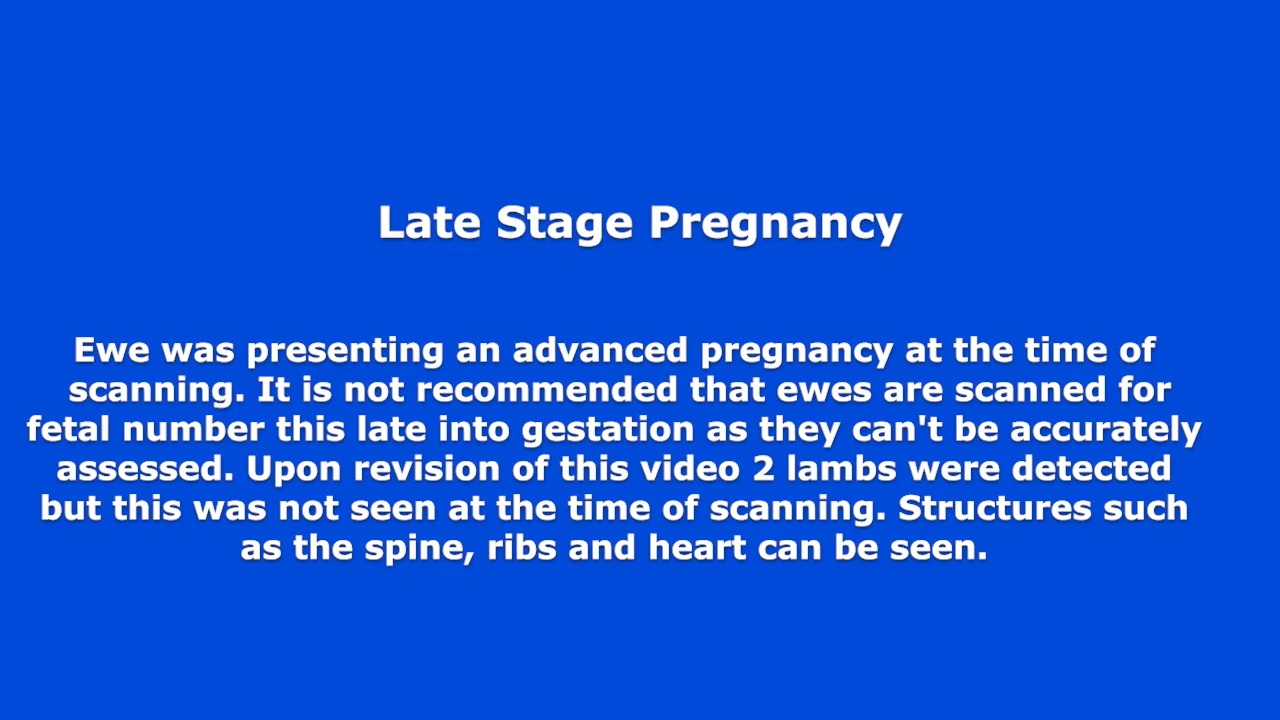 Late Stage Pregnancy
Ewe was presenting an advanced pregnancy at the time of
scanning. It is not recommended that ewes are scanned for
fetal number this late into gestation as they can't be accurately
assessed. Upon revision of this video 2 lambs were detected
but this was not seen at the time of scanning. Structures such
as the spine, ribs and heart can be seen.